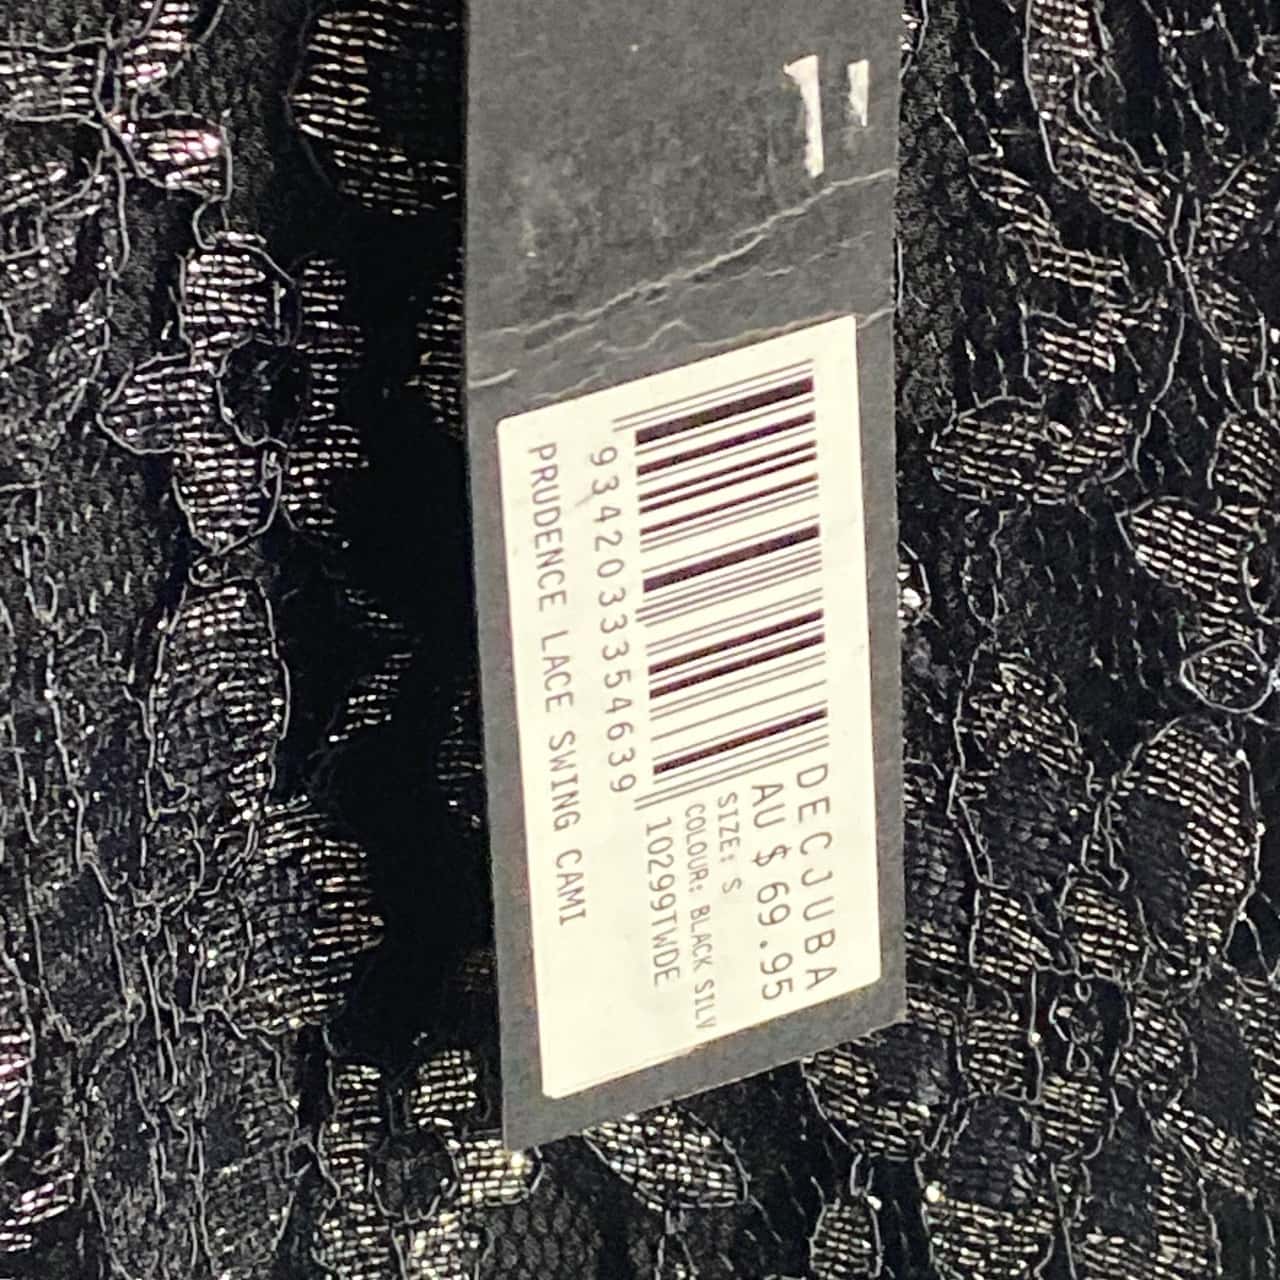 DECJUBA
AU $ 69.95
SIZE: S
COLOUR: BLACK SILV
10299TWDE
9342033354639
PRUDENCE LACE SWING CAMI